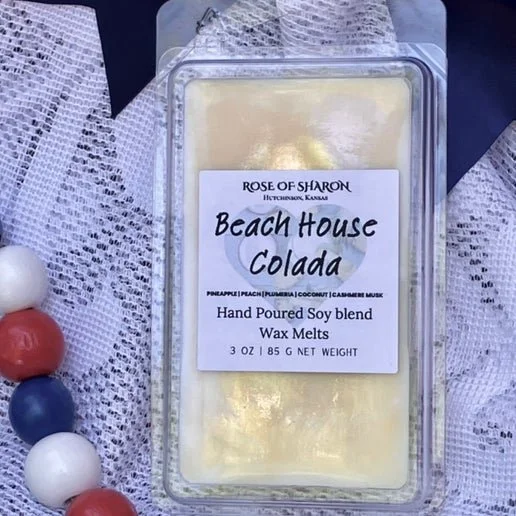 ROSE OF SHARON
HUTCHINSON, KANSAS
Beach House
Colada
PINEAPPLE | PEACH | PLUMERIA | COCONUT | CASHMERE MUSK
Hand Poured Soy blend
Wax Melts
3 OZ | 85 G NET WEIGHT